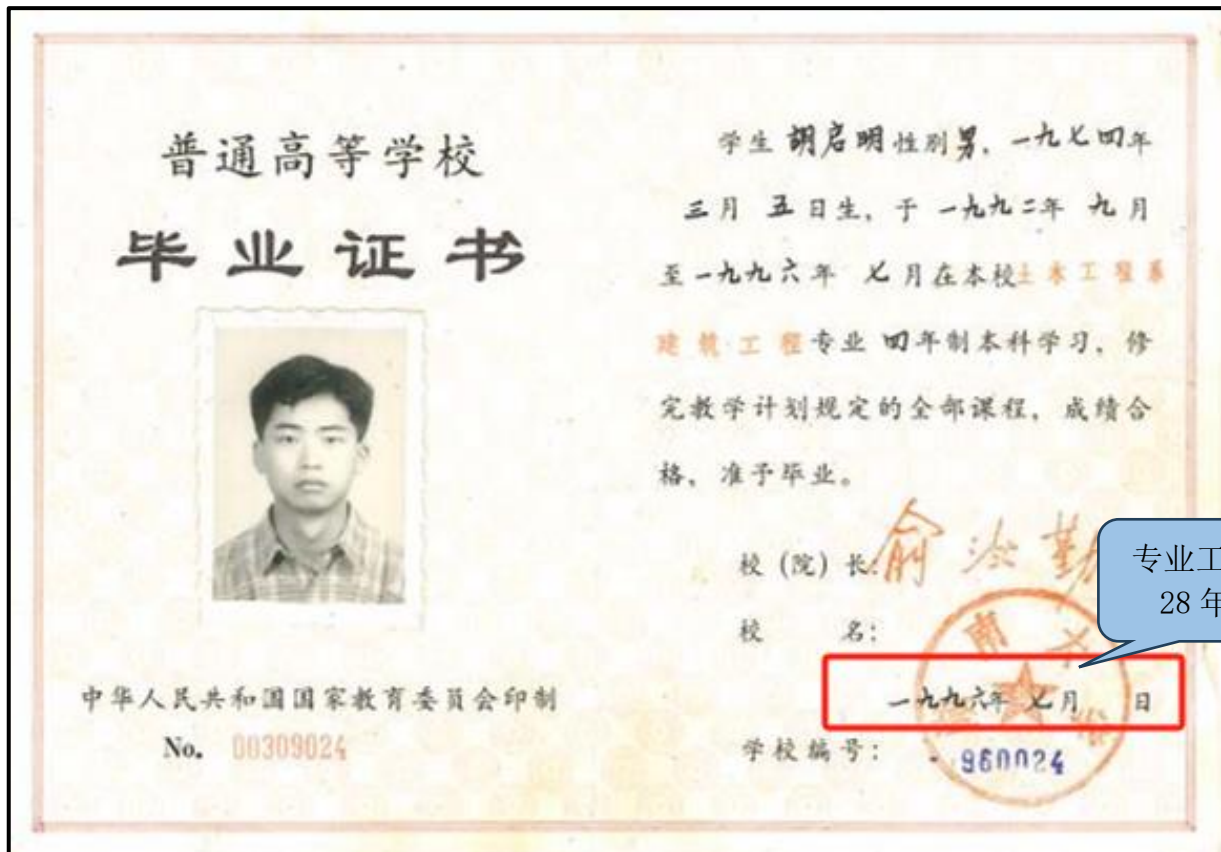 普通高等学校
毕业证书
中华人民共和国国家教育委员会印制
No. 00309024
学生 胡启明 性别 男, 一九七四年
三月 五日生, 于 一九九二年 九月
至一九九六年 七月在本校土木工程系
建筑工程专业 四年制本科学习, 修
完教学计划规定的全部课程, 成绩合
格, 准予毕业。
校(院)长:
校 名:
一九九六年 七月 日
学校编号: 960024
专业工
28 年